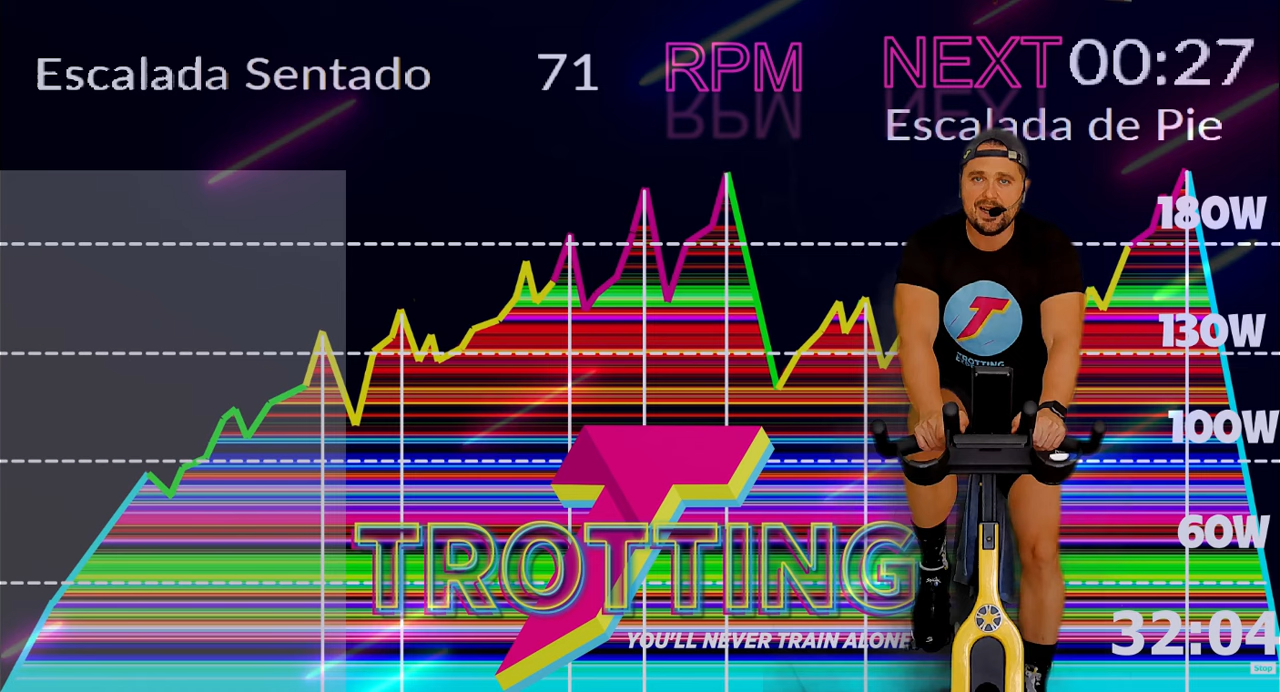 Escalada Sentado
71
RPM
NEXT 00:27
Escalada de Pie
180W
130W
100W
60W
T
TROTTING
TROTTING
YOU'LL NEVER TRAIN ALONE
32:04
Stop